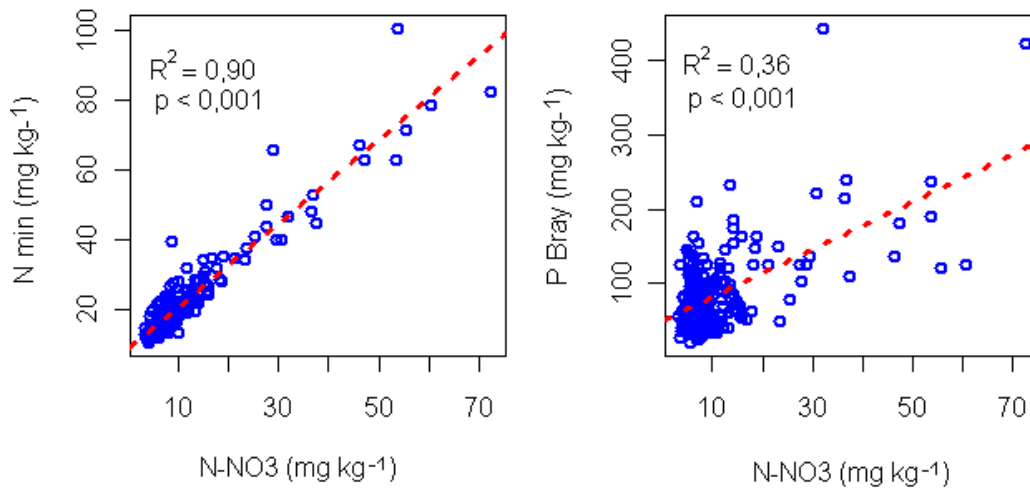 N min (mg kg-1)
100
80
60
40
20
R2 = 0,90
p < 0,001
10
30
50
70
N-NO3 (mg kg-1)
P Bray (mg kg-1)
400
300
200
100
R2 = 0,36
p < 0,001
10
30
50
70
N-NO3 (mg kg-1)